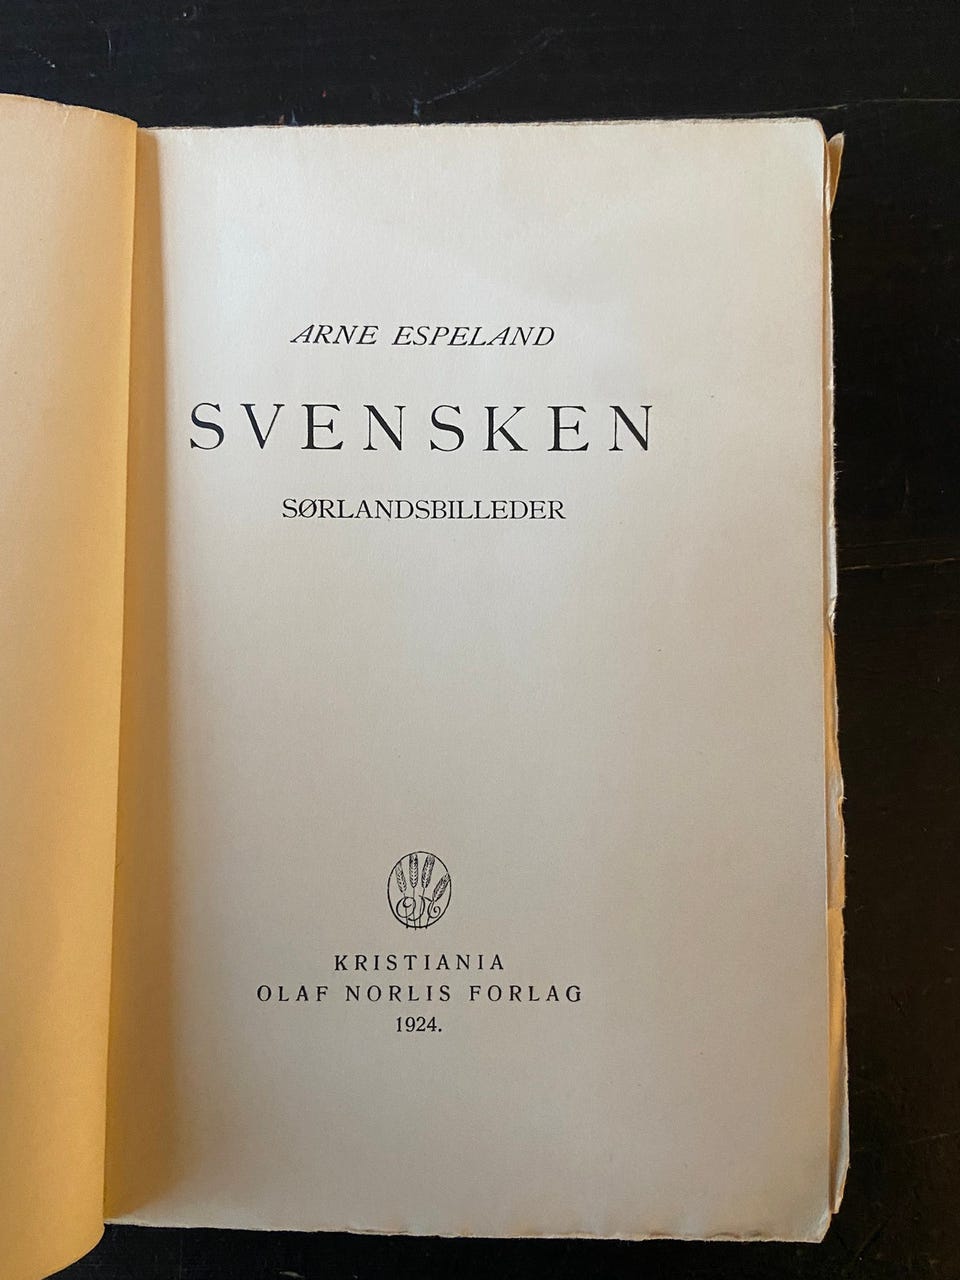 ARNE ESPELAND
SVENSKEN
SØRLANDSBILLEDER
KRISTIANIA
OLAF NORLIS FORLAG
1924.